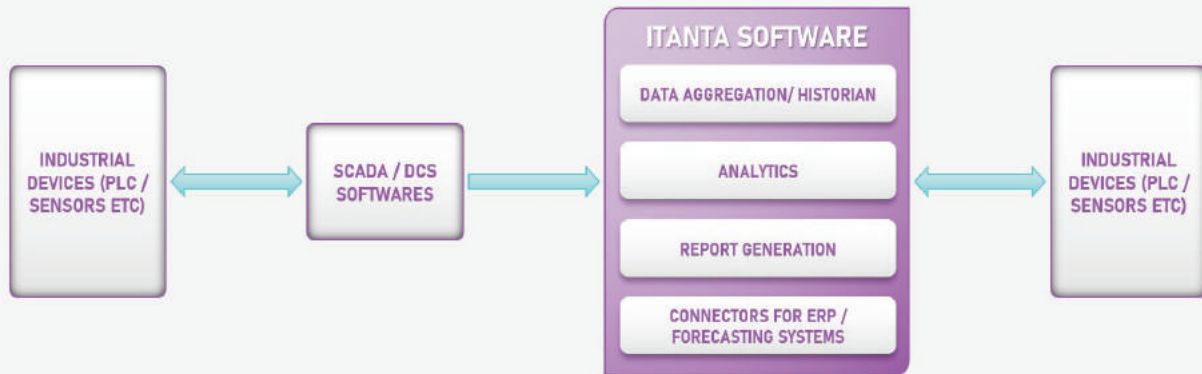 INDUSTRIAL
DEVICES (PLC /
SENSORS ETC)
SCADA / DCS
SOFTWARES
ITANTA SOFTWARE
DATA AGGREGATION/ HISTORIAN
ANALYTICS
REPORT GENERATION
CONNECTORS FOR ERP /
FORECASTING SYSTEMS
INDUSTRIAL
DEVICES (PLC /
SENSORS ETC)